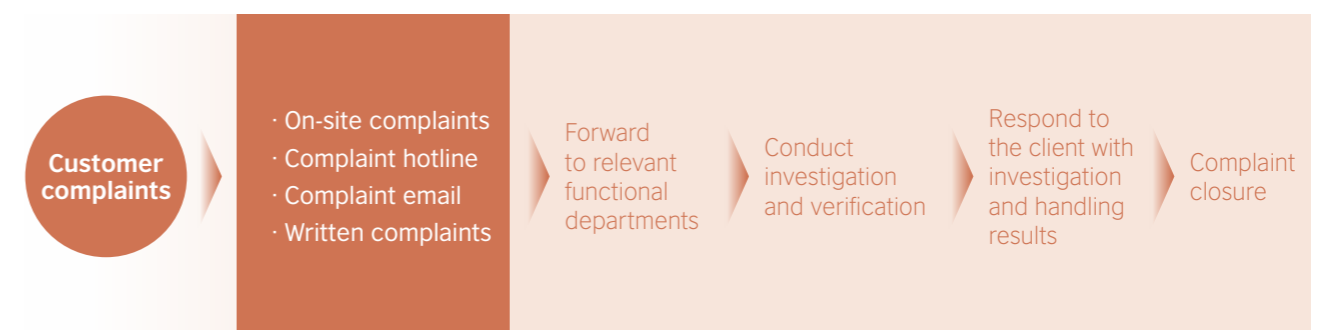 Customer
complaints
· On-site complaints
· Complaint hotline
· Complaint email
· Written complaints
Forward
to relevant
functional
departments
Conduct
investigation
and verification
Respond to
the client with
investigation
and handling
results
Complaint
closure